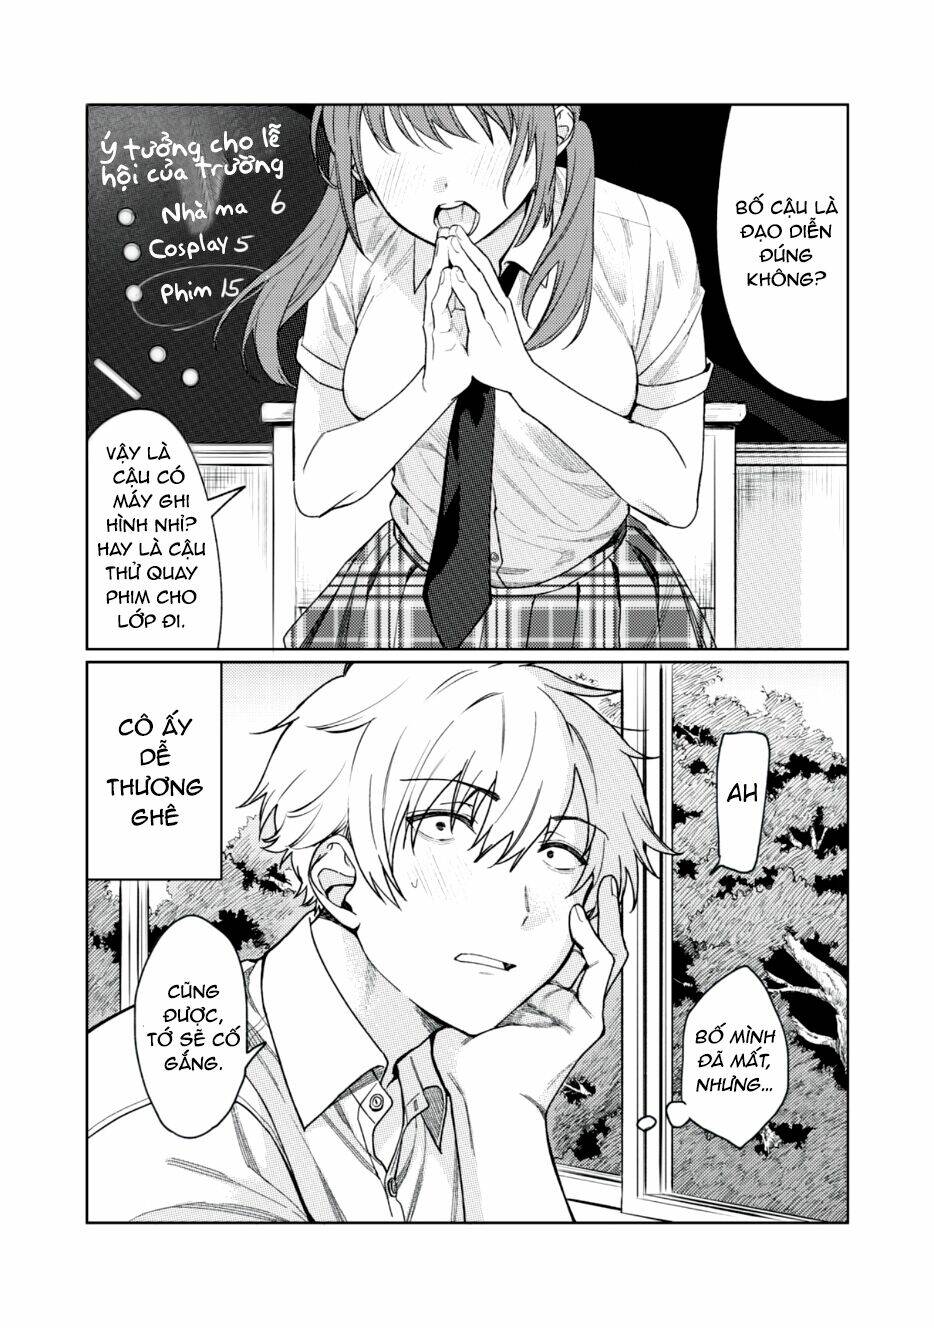 Ý tưởng cho lễ
hội của trường
Nhà ma 6
Cosplay 5
Phim 15
BỐ CẬU LÀ
ĐẠO DIỄN
ĐÚNG
KHÔNG?
VẬY LÀ
CẬU CÓ
MÁY GHI
HÌNH NHỈ?
HAY LÀ CẬU
THỬ QUAY
PHIM CHO
LỚP ĐI.
AH
CÔ ẤY
DỄ
THƯƠNG
GHÊ
BỐ MÌNH
ĐÃ MẤT,
NHƯNG...
CŨNG
ĐƯỢC,
TỚ SẼ CỐ
GẮNG.